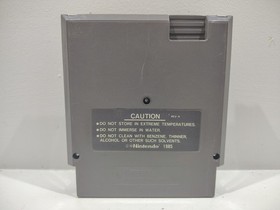 CAUTION
• DO NOT STORE IN EXTREME TEMPERATURES.
• DO NOT IMMERSE IN WATER.
• DO NOT CLEAN WITH BENZENE, THINNER,
ALCOHOL OR OTHER SUCH SOLVENTS.
©Nintendo 1985